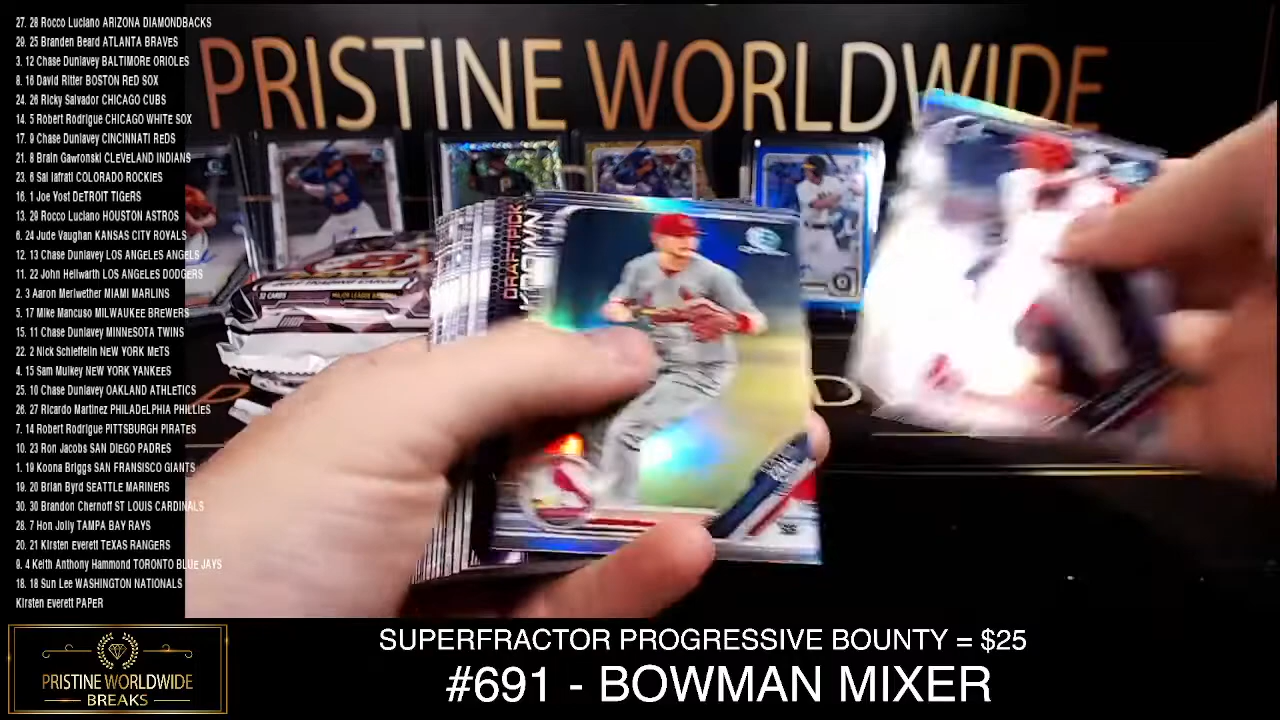 27. 28 Rocco Luciano ARIZONA DIAMONDBACKS
29. 25 Branden Beard ATLANTA BRAVES
3. 12 Chase Dunlavey BALTIMORE ORIOLES
8. 16 David Ritter BOSTON RED SOX
24. 26 Ricky Salvador CHICAGO CUBS
14. 5 Robert Rodrigue CHICAGO WHITE SOX
17. 9 Chase Dunlavey CINCINNATI REDS
21. 8 Brain Gawronski CLEVELAND INDIANS
23. 6 Sal Iafrati COLORADO ROCKIES
16. 1 Joe Yost DETROIT TIGERS
13. 29 Rocco Luciano HOUSTON ASTROS
6. 24 Jude Vaughan KANSAS CITY ROYALS
12. 13 Chase Dunlavey LOS ANGELES ANGELS
11. 22 John Hellwarth LOS ANGELES DODGERS
2. 3 Aaron Meriwether MIAMI MARLINS
5. 17 Mike Mancuso MILWAUKEE BREWERS
15. 11 Chase Dunlavey MINNESOTA TWINS
22. 2 Nick Schieffelin NEW YORK METS
4. 15 Sam Mulkey NEW YORK YANKEES
25. 10 Chase Dunlavey OAKLAND ATHLETICS
26. 27 Ricardo Martinez PHILADELPHIA PHILLIES
7. 14 Robert Rodrigue PITTSBURGH PIRATES
10. 23 Ron Jacobs SAN DIEGO PADRES
1. 19 Koona Briggs SAN FRANSISCO GIANTS
19. 20 Brian Byrd SEATTLE MARINERS
30. 30 Brandon Chernoff ST LOUIS CARDINALS
28. 7 Hon Jolly TAMPA BAY RAYS
20. 21 Kirsten Everett TEXAS RANGERS
9. 4 Keith Anthony Hammond TORONTO BLUE JAYS
18. 18 Sun Lee WASHINGTON NATIONALS
Kirsten Everett PAPER
PRISTINE WORLDWIDE
DRAFT PICK
PRISTINE WORLDWIDE
BREAKS
SUPERFRACTOR PROGRESSIVE BOUNTY = $25
#691 - BOWMAN MIXER